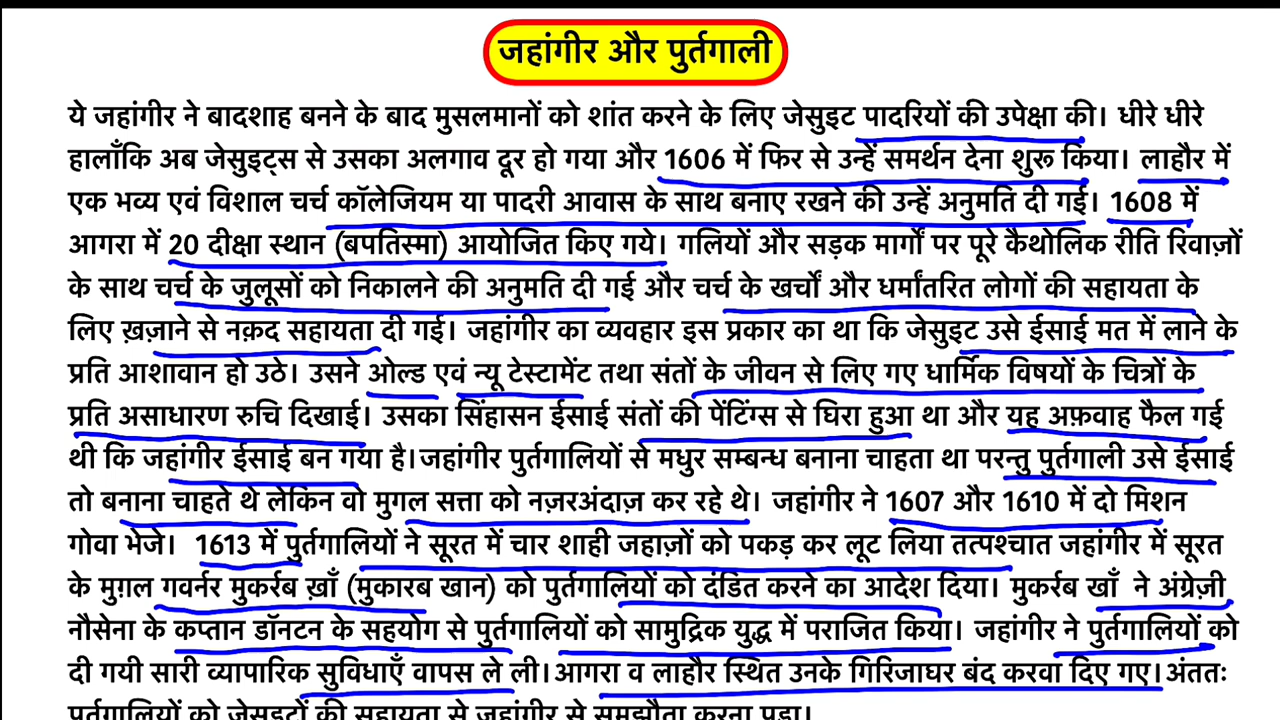 जहांगीर और पुर्तगाली
ये जहांगीर ने बादशाह बनने के बाद मुसलमानों को शांत करने के लिए जेसुइट पादरियों की उपेक्षा की। धीरे धीरे
हालाँकि अब जेसुइट्स से उसका अलगाव दूर हो गया और 1606 में फिर से उन्हें समर्थन देना शुरू किया। लाहौर में
एक भव्य एवं विशाल चर्च कॉलेजियम या पादरी आवास के साथ बनाए रखने की उन्हें अनुमति दी गई। 1608 में
आगरा में 20 दीक्षा स्थान (बपतिस्मा) आयोजित किए गये। गलियों और सड़क मार्गों पर पूरे कैथोलिक रीति रिवाज़ों
के साथ चर्च के जुलूसों को निकालने की अनुमति दी गई और चर्च के खर्चों और धर्मांतरित लोगों की सहायता के
लिए ख़ज़ाने से नक़द सहायता दी गई। जहांगीर का व्यवहार इस प्रकार का था कि जेसुइट उसे ईसाई मत में लाने के
प्रति आशावान हो उठे। उसने ओल्ड एवं न्यू टेस्टामेंट तथा संतों के जीवन से लिए गए धार्मिक विषयों के चित्रों के
प्रति असाधारण रुचि दिखाई। उसका सिंहासन ईसाई संतों की पेंटिंग्स से घिरा हुआ था और यह अफ़वाह फैल गई
थी कि जहांगीर ईसाई बन गया है।जहांगीर पुर्तगालियों से मधुर सम्बन्ध बनाना चाहता था परन्तु पुर्तगाली उसे ईसाई
तो बनाना चाहते थे लेकिन वो मुगल सत्ता को नज़रअंदाज़ कर रहे थे। जहांगीर ने 1607 और 1610 में दो मिशन
गोवा भेजे। 1613 में पुर्तगालियों ने सूरत में चार शाही जहाज़ों को पकड़ कर लूट लिया तत्पश्चात जहांगीर में सूरत
के मुग़ल गवर्नर मुकर्रब ख़ाँ (मुकारब खान) को पुर्तगालियों को दंडित करने का आदेश दिया। मुकर्रब खाँ ने अंग्रेज़ी
नौसेना के कप्तान डॉनटन के सहयोग से पुर्तगालियों को सामुद्रिक युद्ध में पराजित किया। जहांगीर ने पुर्तगालियों को
दी गयी सारी व्यापारिक सुविधाएँ वापस ले ली।आगरा व लाहौर स्थित उनके गिरिजाघर बंद करवा दिए गए।अंततः
पुर्तगालियों को जेसुइटों की सहायता से जहांगीर से समझौता करना पड़ा।